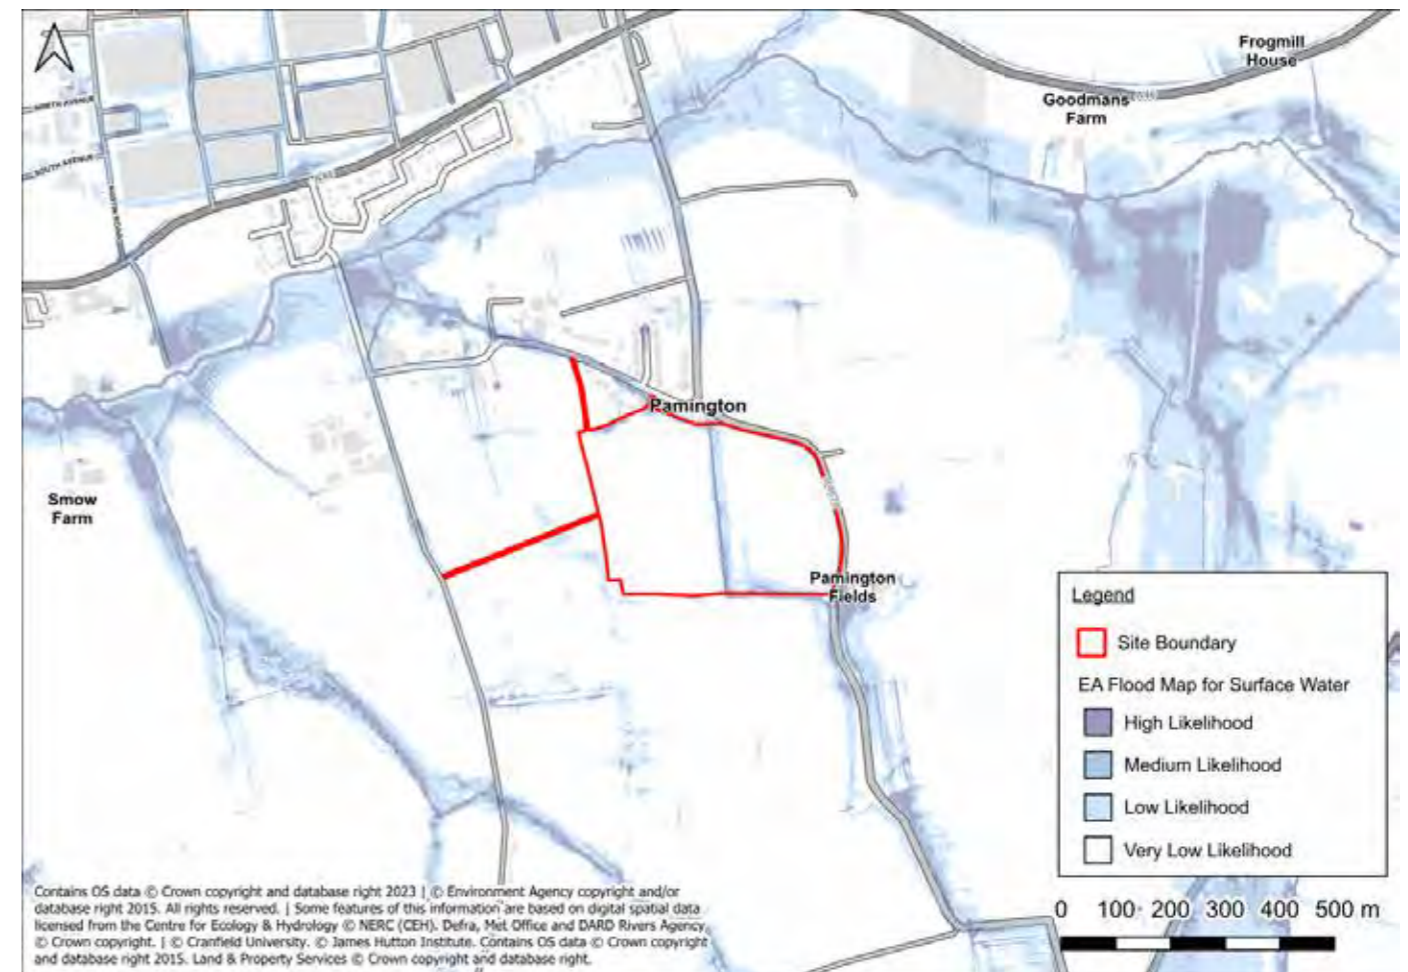 Frogmill
House
Goodmans
Farm
NORTH AVENUE
SOUTH AVENUE
Pamington
Smow
Farm
Pamington
Fields
Legend
Site Boundary
EA Flood Map for Surface Water
High Likelihood
Medium Likelihood
Low Likelihood
Very Low Likelihood
0 100 200 300 400 500 m
Contains OS data © Crown copyright and database right 2023 | © Environment Agency copyright and/or
database right 2015. All rights reserved. | Some features of this information are based on digital spatial data
licensed from the Centre for Ecology & Hydrology © NERC (CEH). Defra, Met Office and DARD Rivers Agency
© Crown copyright. | © Cranfield University. © James Hutton Institute. Contains OS data © Crown copyright
and database right 2015. Land & Property Services © Crown copyright and database right.